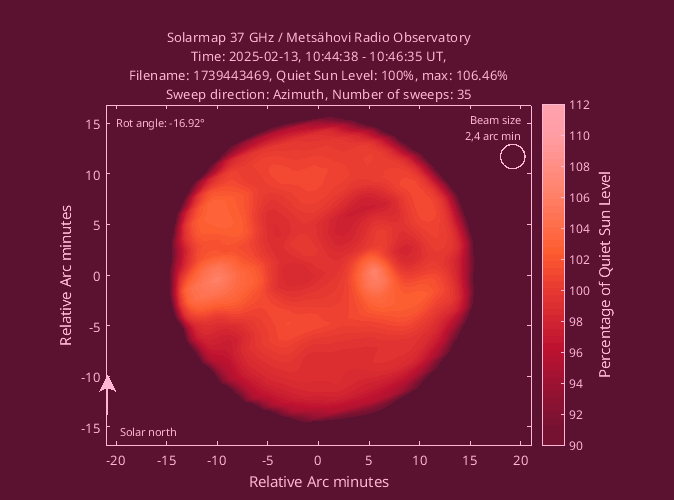 Solarmap 37 GHz / Metsähovi Radio Observatory
Time: 2025-02-13, 10:44:38 - 10:46:35 UT,
Filename: 1739443469, Quiet Sun Level: 100%, max: 106.46%
Sweep direction: Azimuth, Number of sweeps: 35
Rot angle: -16.92°
Beam size
2,4 arc min
Relative Arc minutes
15
10
5
0
-5
-10
-15
Solar north
-20 -15 -10 -5 0 5 10 15 20
Relative Arc minutes
112
110
108
106
104
102
100
98
96
94
92
90
Percentage of Quiet Sun Level